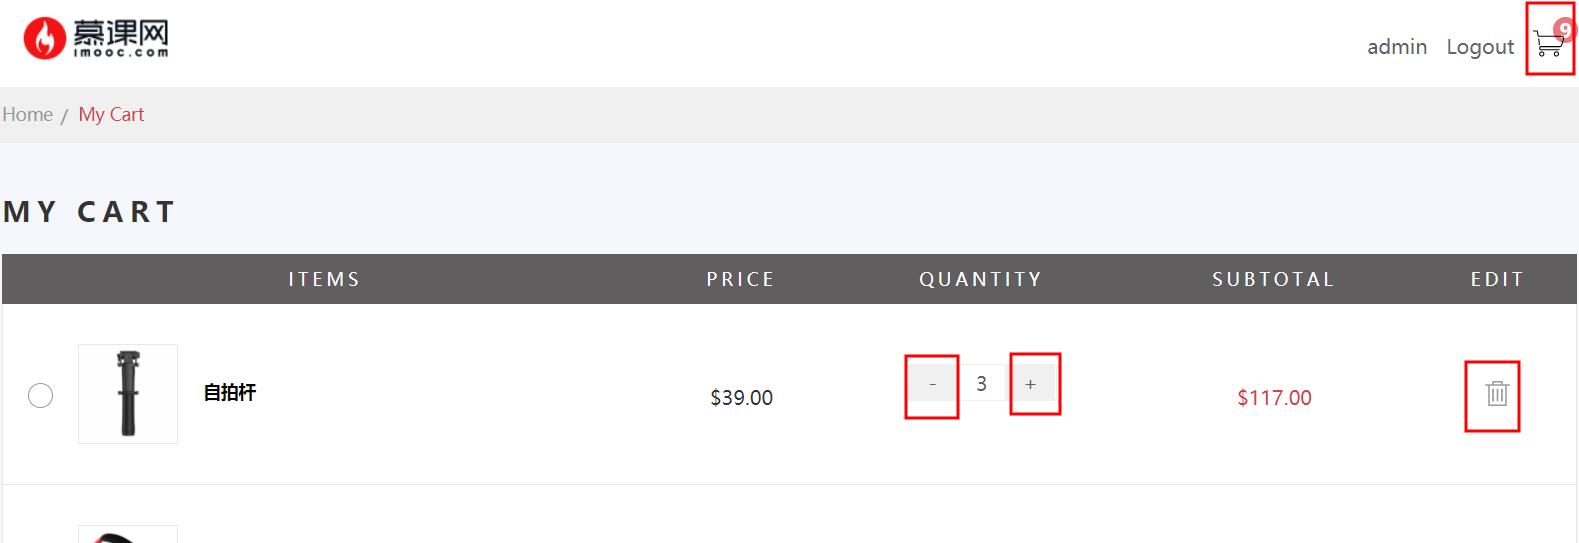 慕课网
imooc.com
admin Logout 9
Home / My Cart
MY CART
ITEMS PRICE QUANTITY SUBTOTAL EDIT
自拍杆 $39.00 - 3 + $117.00